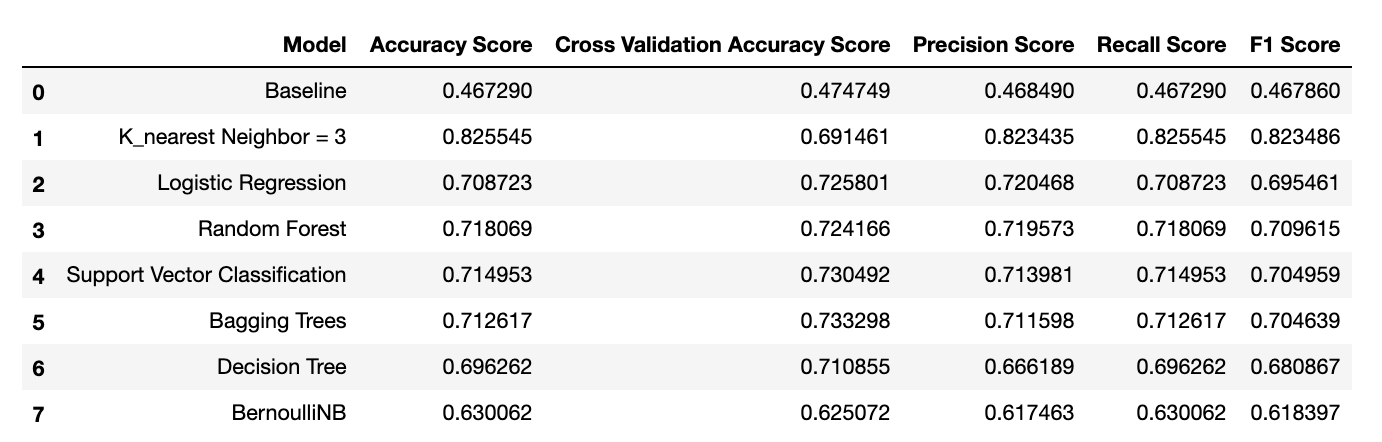 Model Accuracy Score Cross Validation Accuracy Score Precision Score Recall Score F1 Score
0 Baseline 0.467290 0.474749 0.468490 0.467290 0.467860
1 K_nearest Neighbor = 3 0.825545 0.691461 0.823435 0.825545 0.823486
2 Logistic Regression 0.708723 0.725801 0.720468 0.708723 0.695461
3 Random Forest 0.718069 0.724166 0.719573 0.718069 0.709615
4 Support Vector Classification 0.714953 0.730492 0.713981 0.714953 0.704959
5 Bagging Trees 0.712617 0.733298 0.711598 0.712617 0.704639
6 Decision Tree 0.696262 0.710855 0.666189 0.696262 0.680867
7 BernoulliNB 0.630062 0.625072 0.617463 0.630062 0.618397